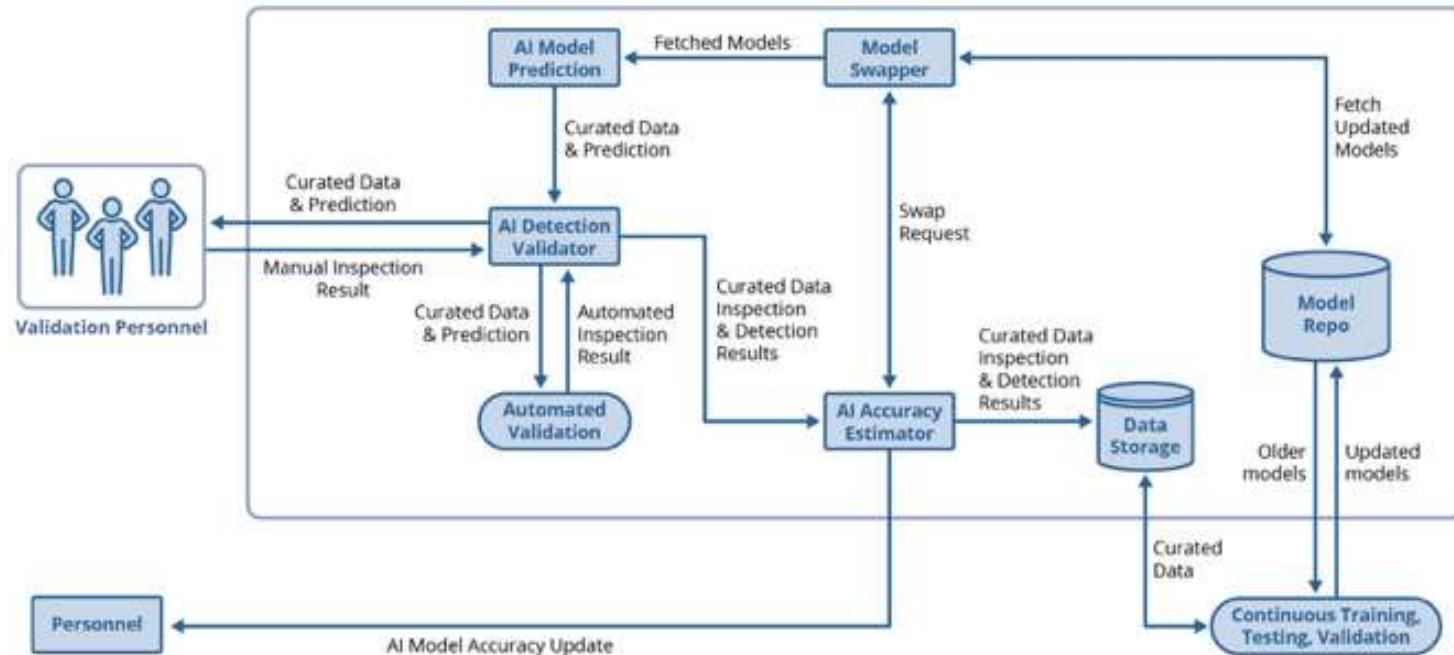 AI Model
Prediction
Fetched Models
Model
Swapper
Fetch
Updated
Models
Curated Data
& Prediction
Curated Data
& Prediction
AI Detection
Validator
Swap
Request
Manual Inspection
Result
Validation Personnel
Curated Data
& Prediction
Automated
Inspection
Result
Curated Data
Inspection
& Detection
Results
Model
Repo
Curated Data
Inspection
& Detection
Results
Automated
Validation
AI Accuracy
Estimator
Data
Storage
Older
models
Updated
models
Curated
Data
Personnel
AI Model Accuracy Update
Continuous Training,
Testing, Validation